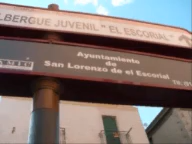 ALBERGUE JUVENIL "EL ESCORIAL"
Ayuntamiento de
San Lorenzo de el Escorial